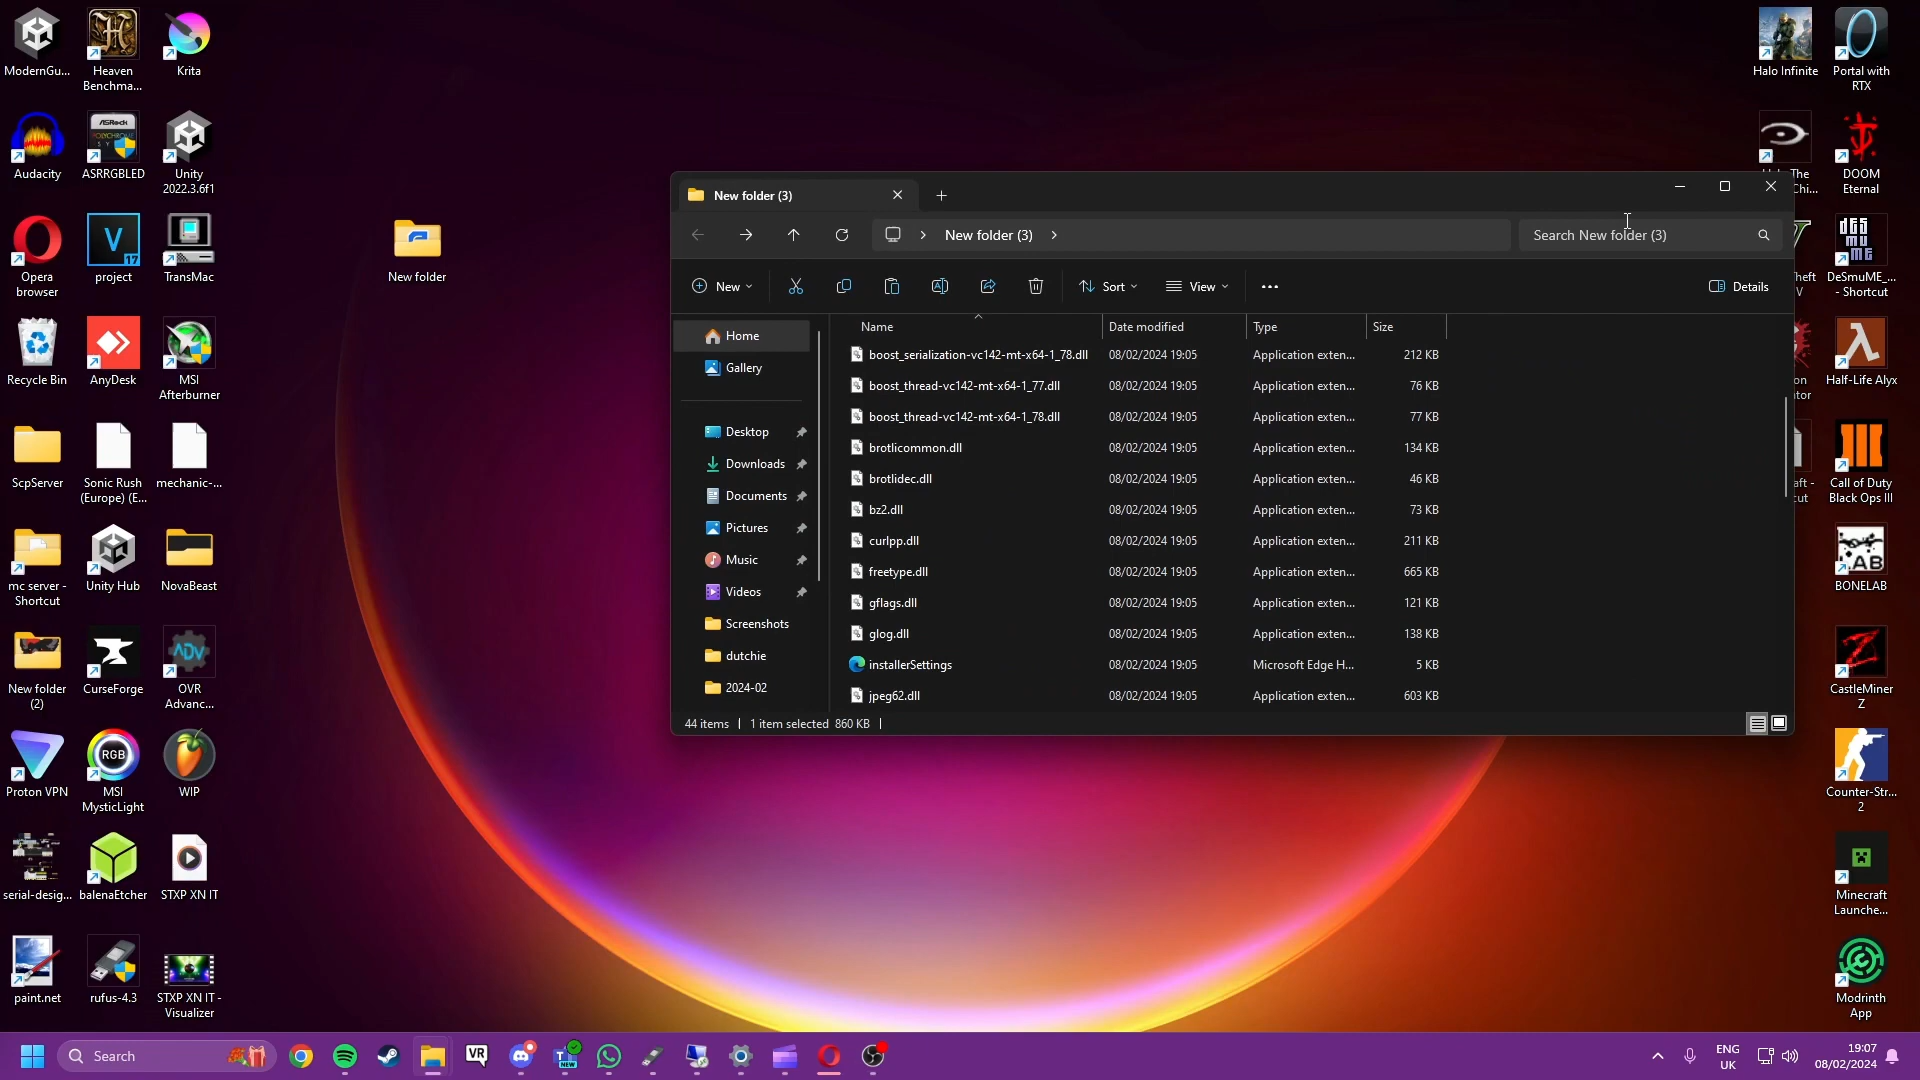 ModernGu...
Heaven
Benchma...
Krita
Audacity
ASRock
POLYCHROME
ASRRGBLED
Unity
2022.3.6f1
Opera
browser
V
17
project
TransMac
Recycle Bin
AnyDesk
MSI
Afterburner
ScpServer
Sonic Rush
(Europe) (E...
mechanic-...
mc server -
Shortcut
Unity Hub
NovaBeast
New folder
(2)
CurseForge
ADV
OVR
Advanc...
Proton VPN
RGB
MSI
MysticLight
WIP
serial-desig...
balenaEtcher
STXP XN IT
paint.net
rufus-4.3
STXP XN IT -
Visualizer
New folder
New folder (3)
New folder (3)
Search New folder (3)
New
Sort
View
Details
Home
Gallery
Desktop
Downloads
Documents
Pictures
Music
Videos
Screenshots
dutchie
2024-02
Name Date modified Type Size
boost_serialization-vc142-mt-x64-1_78.dll 08/02/2024 19:05 Application exten... 212 KB
boost_thread-vc142-mt-x64-1_77.dll 08/02/2024 19:05 Application exten... 76 KB
boost_thread-vc142-mt-x64-1_78.dll 08/02/2024 19:05 Application exten... 77 KB
brotlicommon.dll 08/02/2024 19:05 Application exten... 134 KB
brotlidec.dll 08/02/2024 19:05 Application exten... 46 KB
bz2.dll 08/02/2024 19:05 Application exten... 73 KB
curlpp.dll 08/02/2024 19:05 Application exten... 211 KB
freetype.dll 08/02/2024 19:05 Application exten... 665 KB
gflags.dll 08/02/2024 19:05 Application exten... 121 KB
glog.dll 08/02/2024 19:05 Application exten... 138 KB
installerSettings 08/02/2024 19:05 Microsoft Edge H... 5 KB
jpeg62.dll 08/02/2024 19:05 Application exten... 603 KB
44 items
1 item selected 860 KB
Halo Infinite
Portal with
RTX
The
Chi...
DOOM
Eternal
heft
V
DeSmuME_...
- Shortcut
on
ator
Half-Life Alyx
aft -
cut
Call of Duty
Black Ops III
BONELAB
CastleMiner
Z
Counter-Str...
2
Minecraft
Launche...
Modrinth
App
Search
VR
NEW
ENG
UK
19:07
08/02/2024